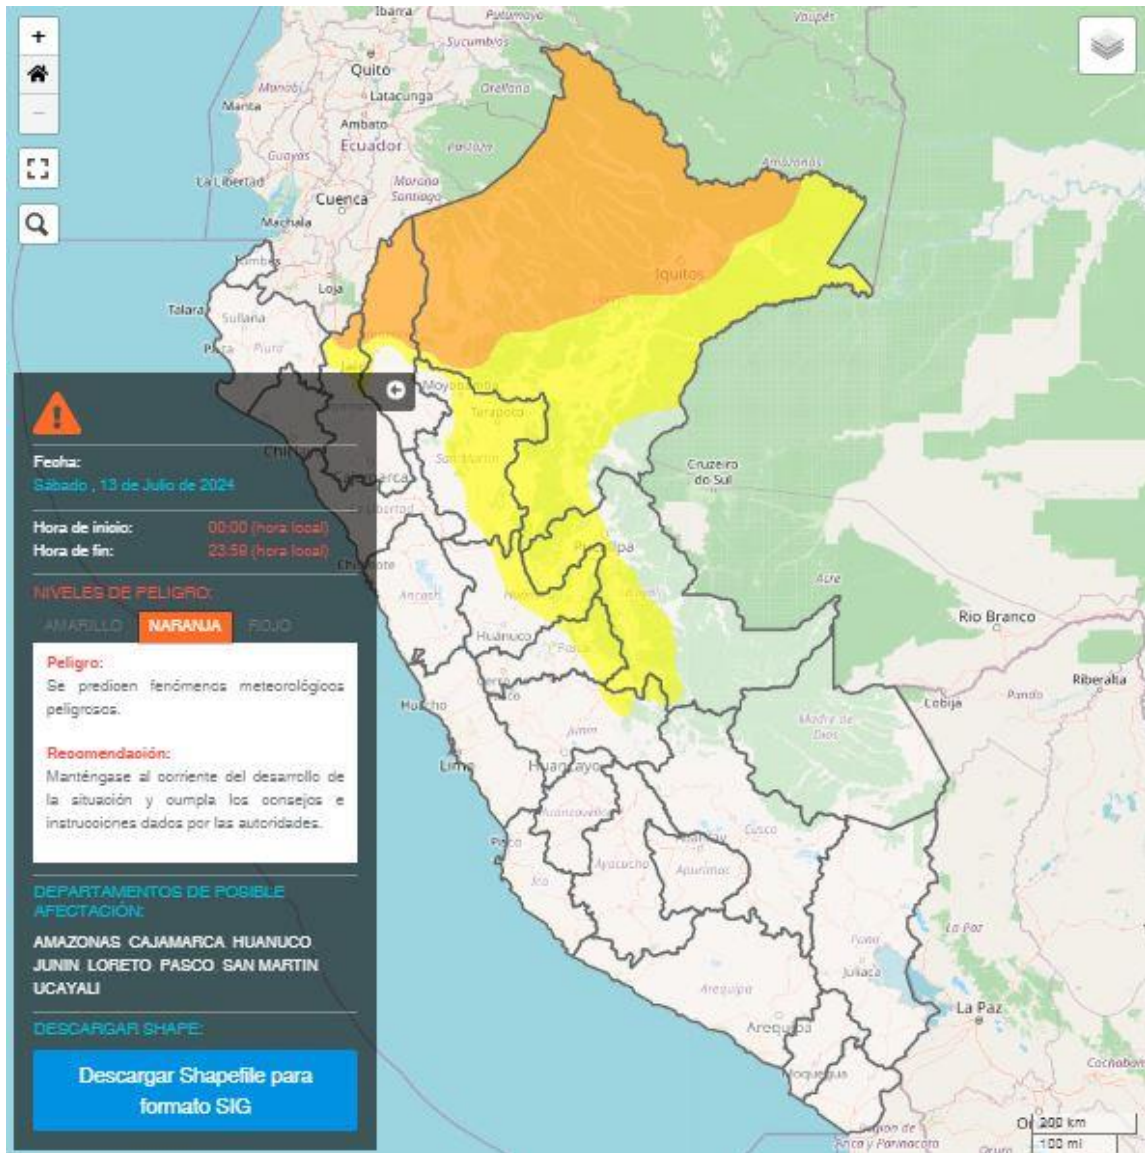 +
−
Ibarra
Putumayo
Vaupés
Sucumbíos
Quito
Orellana
Manabí
Latacunga
Manta
Ambato
Ecuador
Pastaza
Guayas
Amazonas
La Libertad
Morona
Santiago
Cuenca
Machala
Tumbes
Loja
Iquitos
Talara
Sullana
Piura
Piura
Jaén
Moyobamba
Tarapoto
San Martín
Cajamarca
La Libertad
Cruzeiro
do Sul
Pucallpa
Chimbote
Ancash
Acre
Rio Branco
Huánuco
Pasco
Riberalta
Pando
Cobija
Huacho
Junín
Madre de
Dios
Lima
Huancayo
Huancavelica
Cusco
Pisco
Ayacucho
Apurímac
Ica
La Paz
Puno
Juliaca
Arequipa
La Paz
Arequipa
Moquegua
Cochabam
200 km
100 mi
Región de
Arica y Parinacota
Oruro
Fecha:
Sábado , 13 de Julio de 2024
Hora de inicio: 00:00 (hora local)
Hora de fin: 23:59 (hora local)
NIVELES DE PELIGRO:
AMARILLO NARANJA ROJO
Peligro:
Se predicen fenómenos meteorológicos
peligrosos.
Recomendación:
Manténgase al corriente del desarrollo de
la situación y cumpla los consejos e
instrucciones dados por las autoridades.
DEPARTAMENTOS DE POSIBLE
AFECTACIÓN:
AMAZONAS CAJAMARCA HUANUCO
JUNIN LORETO PASCO SAN MARTIN
UCAYALI
DESCARGAR SHAPE:
Descargar Shapefile para
formato SIG